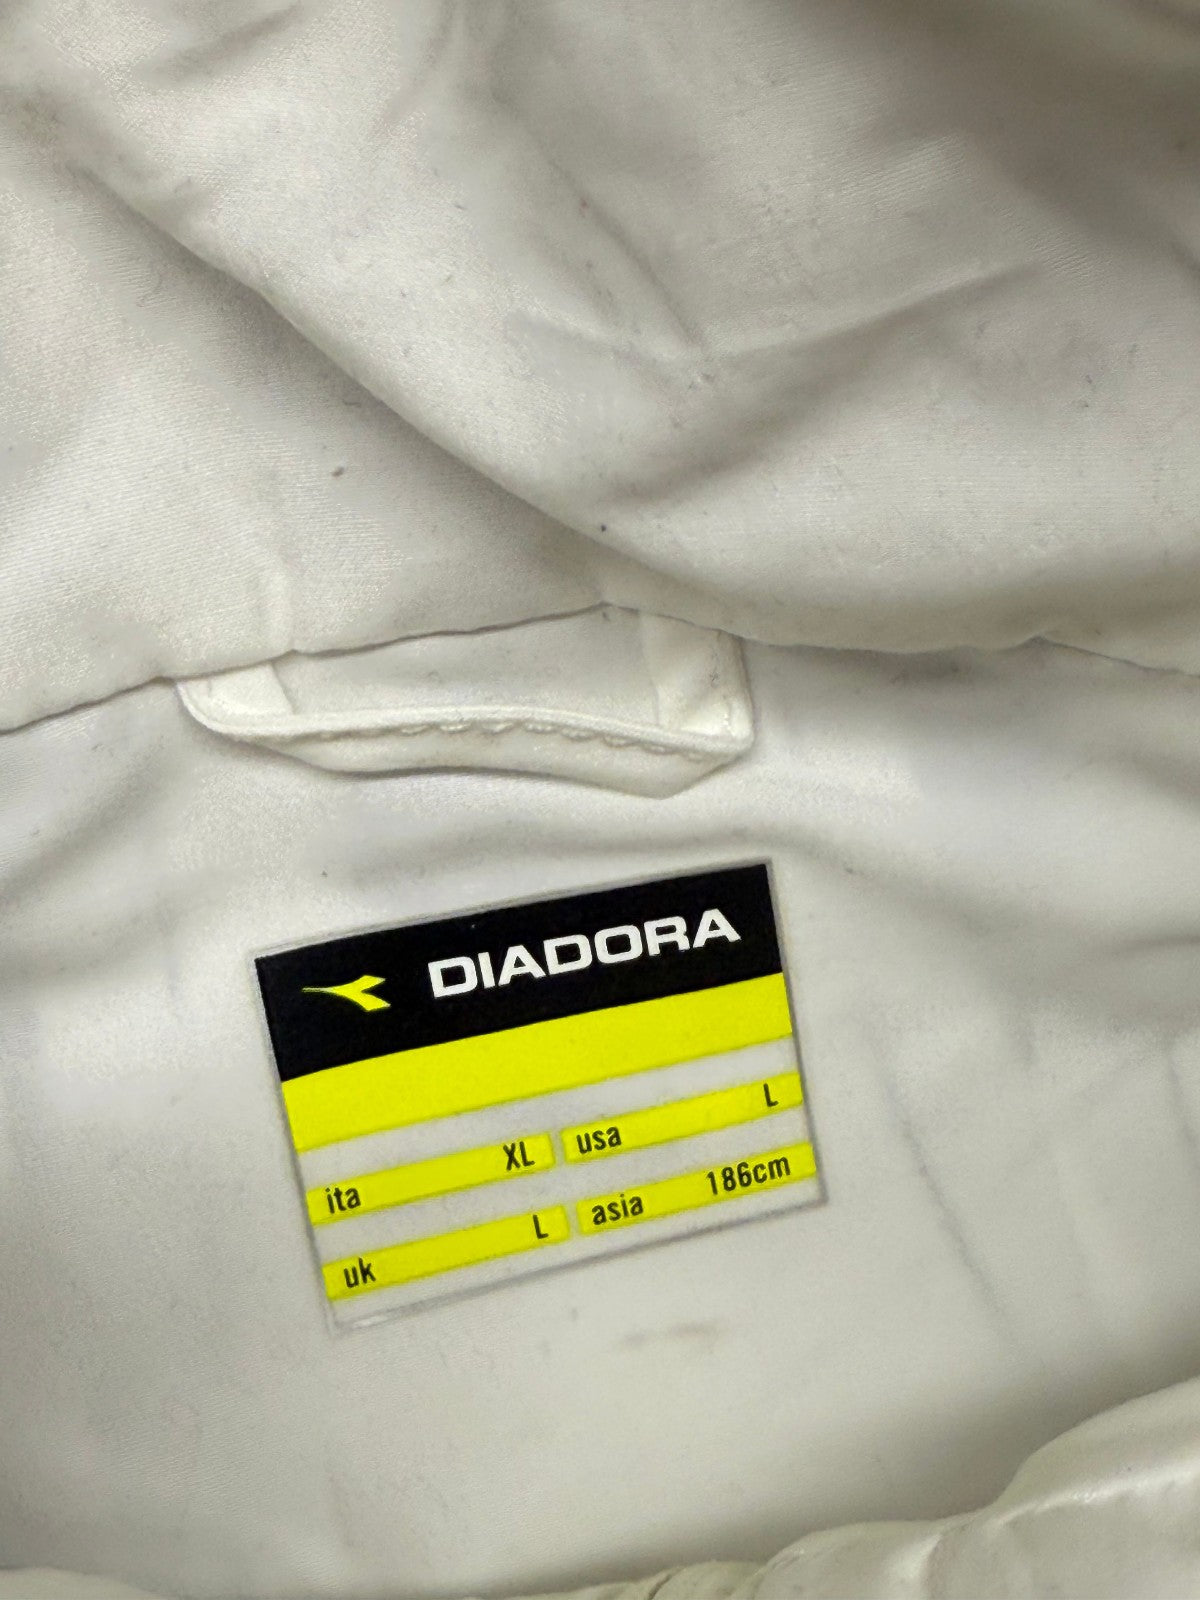 DIADORA
ita XL usa L
uk L asia 186cm